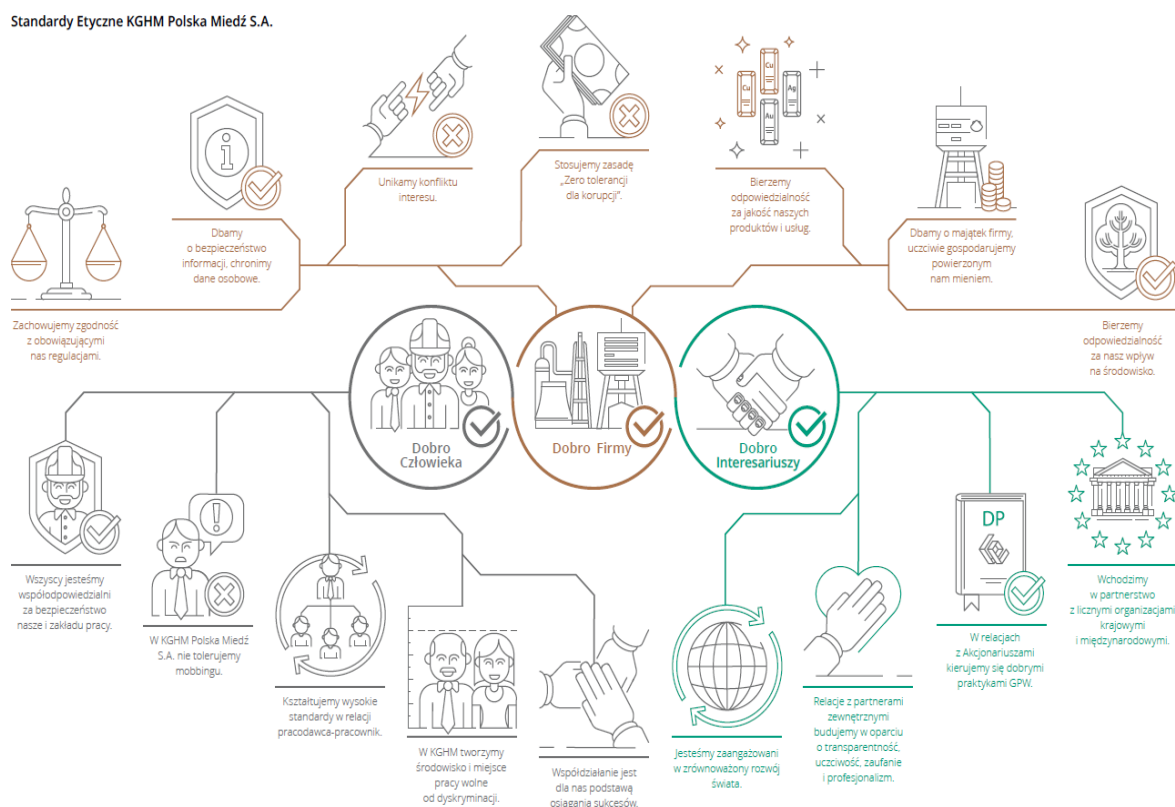 Standardy Etyczne KGHM Polska Miedź S.A.
Zachowujemy zgodność
z obowiązującymi
nas regulacjami.
Dbamy
o bezpieczeństwo
informacji, chronimy
dane osobowe.
Unikamy konfliktu
interesu.
Stosujemy zasadę
„Zero tolerancji
dla korupcji".
Cu
Cu
Ag
Au
Bierzemy
odpowiedzialność
za jakość naszych
produktów i usług.
Dbamy o majątek firmy,
uczciwie gospodarujemy
powierzonym
nam mieniem.
Bierzemy
odpowiedzialność
za nasz wpływ
na środowisko.
Dobro
Człowieka
Dobro Firmy
Dobro
Interesariuszy
Wszyscy jesteśmy
współodpowiedzialni
za bezpieczeństwo
nasze i zakładu pracy.
W KGHM Polska Miedź
S.A. nie tolerujemy
mobbingu.
Kształtujemy wysokie
standardy w relacji
pracodawca-pracownik.
W KGHM tworzymy
środowisko i miejsce
pracy wolne
od dyskryminacji.
Współdziałanie jest
dla nas podstawą
osiągania sukcesów.
Jesteśmy zaangażowani
w zrównoważony rozwój
świata.
Relacje z partnerami
zewnętrznymi
budujemy w oparciu
o transparentność,
uczciwość, zaufanie
i profesjonalizm.
DP
W relacjach
z Akcjonariuszami
kierujemy się dobrymi
praktykami GPW.
Wchodzimy
w partnerstwo
z licznymi organizacjami
krajowymi
i międzynarodowymi.